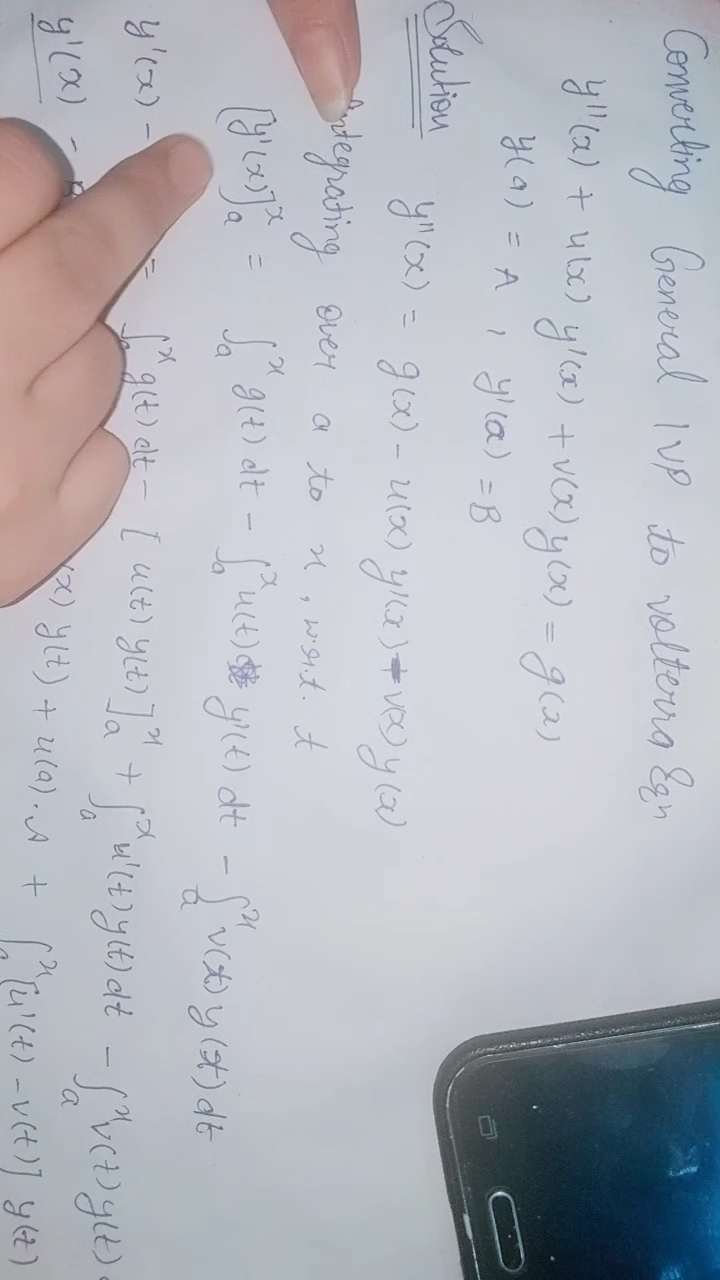 Converting General IVP to volterra Eqn
y''(x) + u(x) y'(x) + v(x) y(x) = g(x)
y(a) = A , y'(a) = B
Solution
y''(x) = g(x) - u(x) y'(x) - v(x) y(x)
integrating over a to x , w.r.t. t
[y'(x)]ₐˣ = ∫ₐˣ g(t) dt - ∫ₐˣ u(t) y'(t) dt - ∫ₐˣ v(t) y(t) dt
y'(x) - = ∫ₐˣ g(t) dt - [ u(t) y(t) ]ₐˣ + ∫ₐˣ u'(t) y(t) dt - ∫ₐˣ v(t) y(t)
y'(x) - (x) y(t) + u(a). A + ∫ₐˣ [u'(t) - v(t)] y(t)